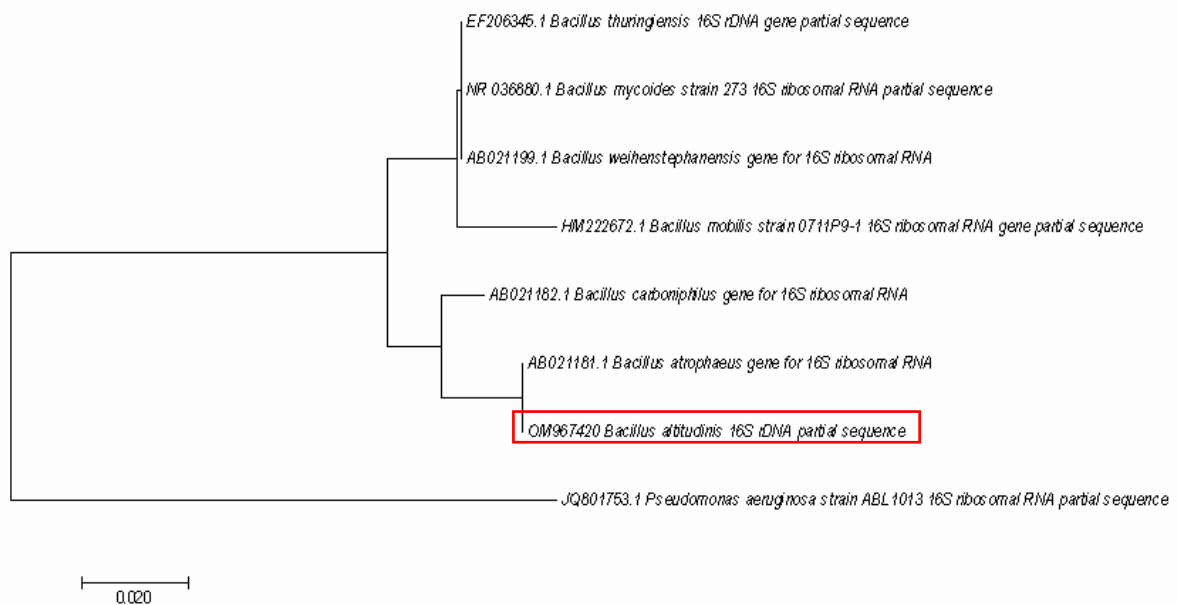 EF206345.1 Bacillus thuringiensis 16S rDNA gene partial sequence
NR 036880.1 Bacillus mycoides strain 273 16S ribosomal RNA partial sequence
AB021199.1 Bacillus weihenstephanensis gene for 16S ribosomal RNA
HM222672.1 Bacillus mobilis strain 0711P9-1 16S ribosomal RNA gene partial sequence
AB021182.1 Bacillus carboniphilus gene for 16S ribosomal RNA
AB021181.1 Bacillus atrophaeus gene for 16S ribosomal RNA
OM967420 Bacillus altitudinis 16S rDNA partial sequence
JQ801753.1 Pseudomonas aeruginosa strain ABL1013 16S ribosomal RNA partial sequence
0.020